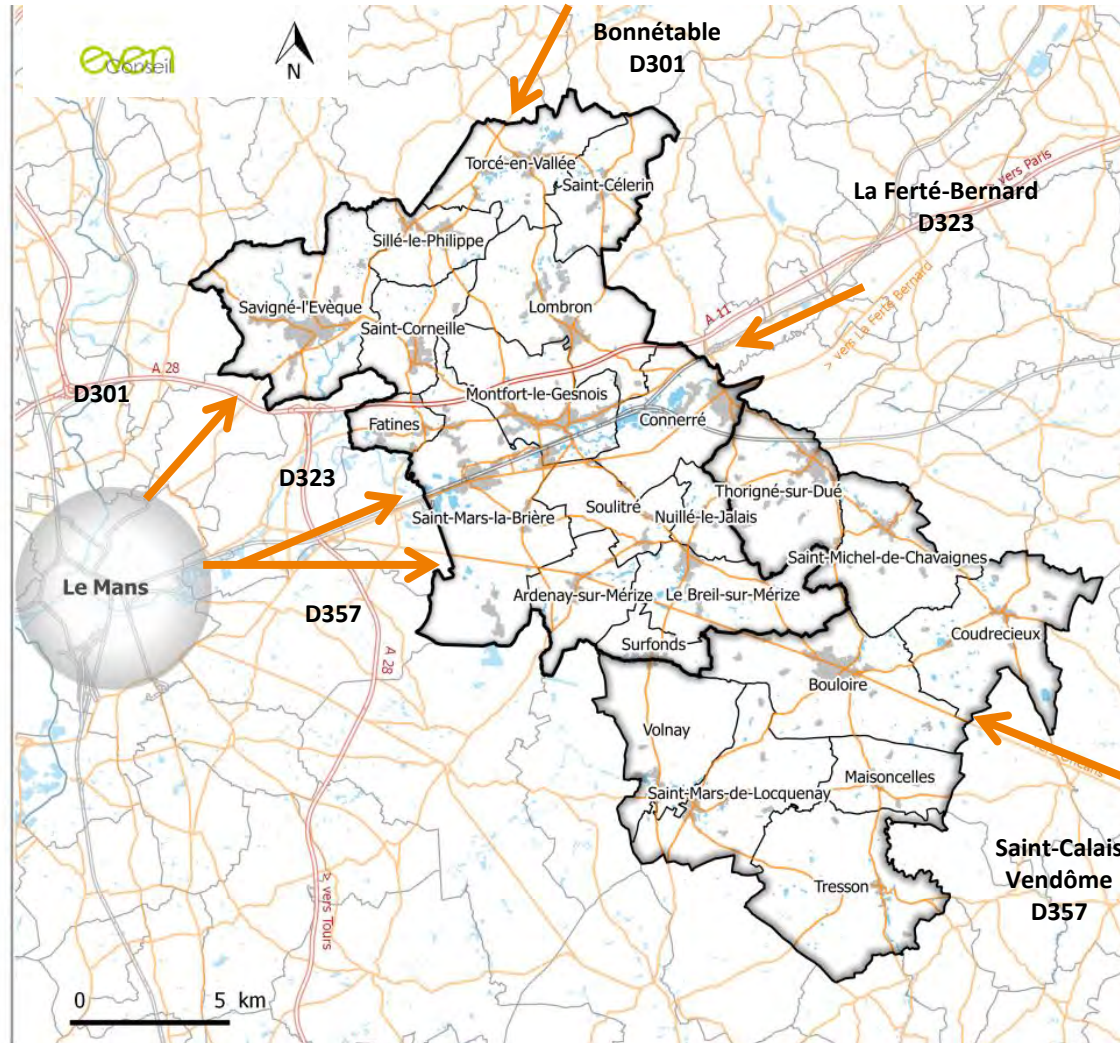 even
Conseil
N
Bonnétable
D301
Torcé-en-Vallée
Saint-Célerin
vers Paris
La Ferté-Bernard
D323
Sillé-le-Philippe
Savigné-l'Evèque
Lombron
Saint-Corneille
A 11
> vers La Ferté Bernard
A 28
D301
Montfort-le-Gesnois
Fatines
Connerré
D323
Thorigné-sur-Dué
Soulitré
Saint-Mars-la-Brière
Nuillé-le-Jalais
Saint-Michel-de-Chavaignes
Le Mans
Ardenay-sur-Mérize
Le Breil-sur-Mérize
D357
Surfonds
Coudrecieux
A 28
Bouloire
Volnay
vers Orléans
Maisoncelles
Saint-Mars-de-Locquenay
Saint-Calais
Vendôme
D357
Tresson
> vers Tours
0 5 km